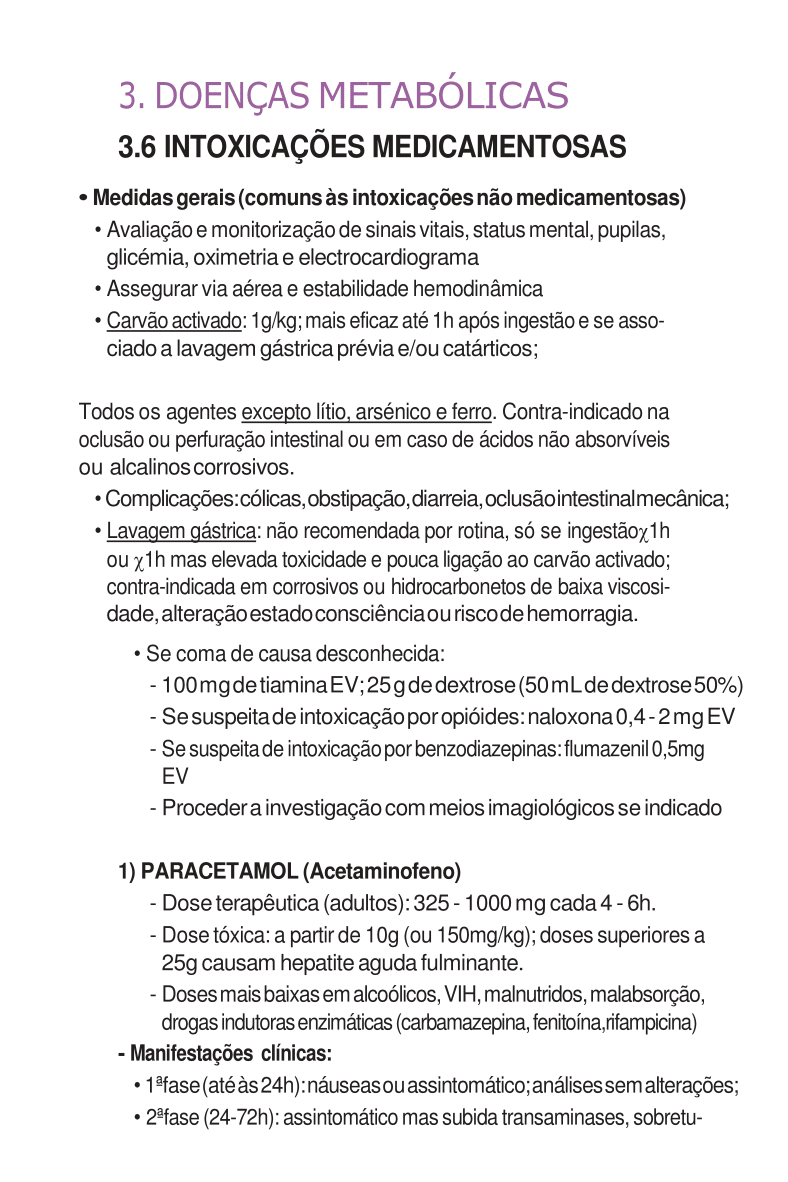 3. DOENÇAS METABÓLICAS
3.6 INTOXICAÇÕES MEDICAMENTOSAS
• Medidas gerais (comuns às intoxicações não medicamentosas)
• Avaliação e monitorização de sinais vitais, status mental, pupilas,
glicémia, oximetria e electrocardiograma
• Assegurar via aérea e estabilidade hemodinâmica
• Carvão activado: 1g/kg; mais eficaz até 1h após ingestão e se asso-
ciado a lavagem gástrica prévia e/ou catárticos;
Todos os agentes excepto lítio, arsénico e ferro. Contra-indicado na
oclusão ou perfuração intestinal ou em caso de ácidos não absorvíveis
ou alcalinos corrosivos.
• Complicações: cólicas, obstipação, diarreia, oclusão intestinal mecânica;
• Lavagem gástrica: não recomendada por rotina, só se ingestãoχ1h
ou χ1h mas elevada toxicidade e pouca ligação ao carvão activado;
contra-indicada em corrosivos ou hidrocarbonetos de baixa viscosi-
dade, alteração estado consciência ou risco de hemorragia.
• Se coma de causa desconhecida:
- 100 mg de tiamina EV; 25 g de dextrose (50 mL de dextrose 50%)
- Se suspeita de intoxicação por opióides: naloxona 0,4 - 2 mg EV
- Se suspeita de intoxicação por benzodiazepinas: flumazenil 0,5mg
EV
- Proceder a investigação com meios imagiológicos se indicado
1) PARACETAMOL (Acetaminofeno)
- Dose terapêutica (adultos): 325 - 1000 mg cada 4 - 6h.
- Dose tóxica: a partir de 10g (ou 150mg/kg); doses superiores a
25g causam hepatite aguda fulminante.
- Doses mais baixas em alcoólicos, VIH, malnutridos, malabsorção,
drogas indutoras enzimáticas (carbamazepina, fenitoína,rifampicina)
- Manifestações clínicas:
• 1ªfase (até às 24h): náuseas ou assintomático; análises sem alterações;
• 2ªfase (24-72h): assintomático mas subida transaminases, sobretu-